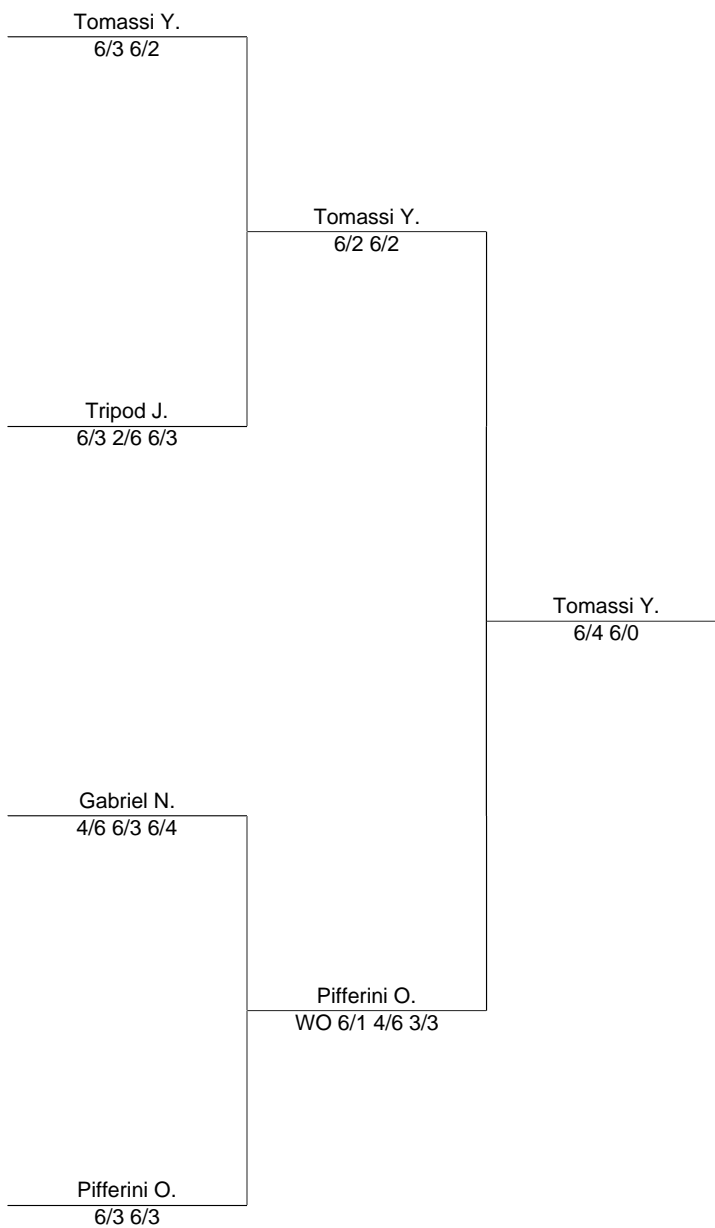 Tomassi Y.
6/3 6/2
Tomassi Y.
6/2 6/2
Tripod J.
6/3 2/6 6/3
Tomassi Y.
6/4 6/0
Gabriel N.
4/6 6/3 6/4
Pifferini O.
WO 6/1 4/6 3/3
Pifferini O.
6/3 6/3